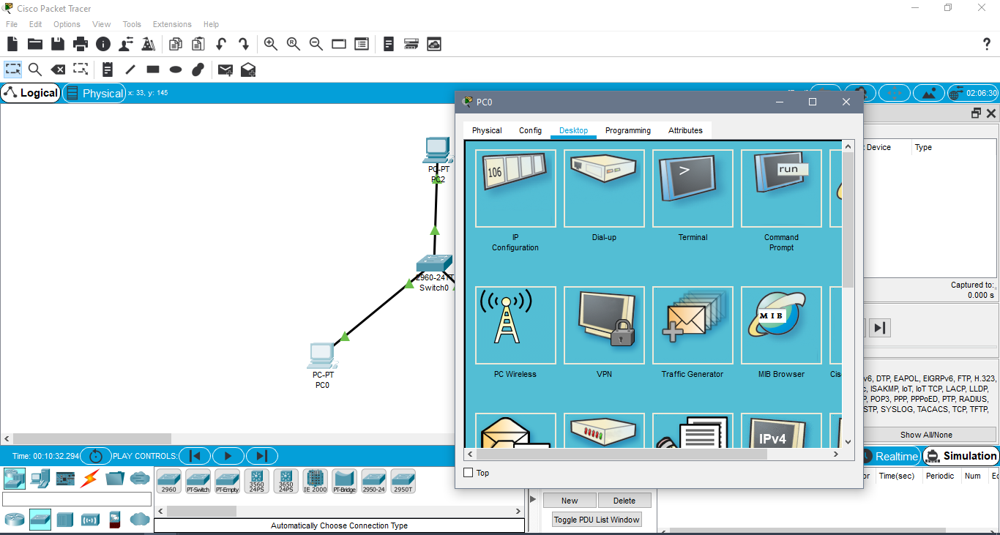 Cisco Packet Tracer
File Edit Options View Tools Extensions Help
Logical
Physical
x: 33, y: 145
02:06:30
PC0
Physical Config Desktop Programming Attributes
Device Type
106
>
run
IP
Configuration
Dial-up
Terminal
Command
Prompt
MIB
PC Wireless
VPN
Traffic Generator
MIB Browser
Cis
IPv4
Top
PC-PT
PC2
2960-24TT
Switch0
PC-PT
PC0
Captured to:
0.000 s
v6, DTP, EAPOL, EIGRPv6, FTP, H.323,
c, ISAKMP, IoT, IoT TCP, LACP, LLDP,
P, POP3, PPP, PPPoED, PTP, RADIUS,
STP, SYSLOG, TACACS, TCP, TFTP,
Show All/None
Time: 00:10:32.294
PLAY CONTROLS:
Realtime
Simulation
2960 PT-Switch PT-Empty 3560 24PS 3650 24PS IE 2000 PT-Bridge 2950-24 2950T
Automatically Choose Connection Type
New Delete
Toggle PDU List Window
or Time(sec) Periodic Num Ec